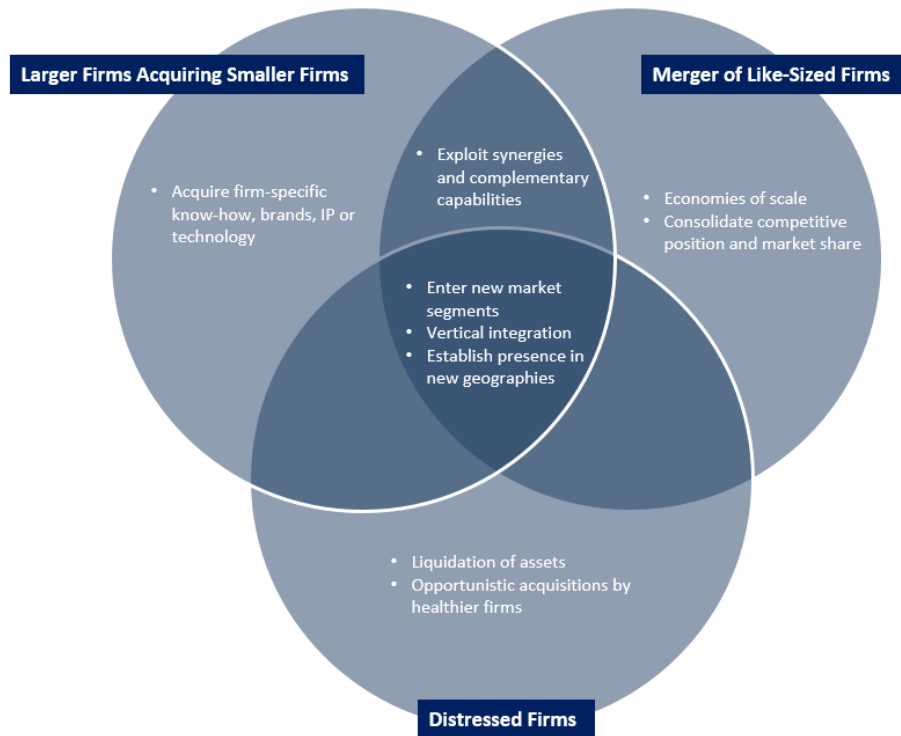 Larger Firms Acquiring Smaller Firms
Merger of Like-Sized Firms
• Exploit synergies
and complementary
capabilities
• Acquire firm-specific
know-how, brands, IP or
technology
• Economies of scale
• Consolidate competitive
position and market share
• Enter new market
segments
• Vertical integration
• Establish presence in
new geographies
• Liquidation of assets
• Opportunistic acquisitions by
healthier firms
Distressed Firms